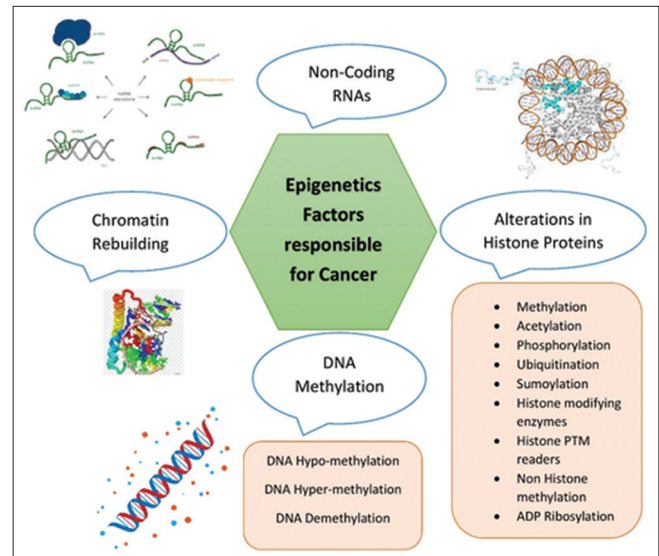 Non-Coding
RNAs
Epigenetics
Factors
responsible
for Cancer
Chromatin
Rebuilding
Alterations in
Histone Proteins
DNA
Methylation
DNA Hypo-methylation
DNA Hyper-methylation
DNA Demethylation
• Methylation
• Acetylation
• Phosphorylation
• Ubiquitination
• Sumoylation
• Histone modifying
enzymes
• Histone PTM
readers
• Non Histone
methylation
• ADP Ribosylation